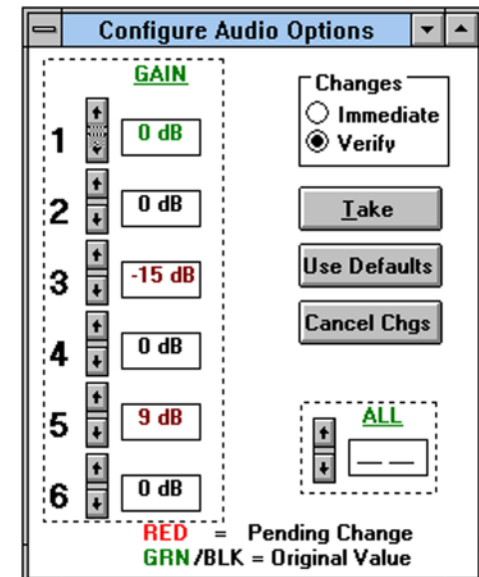 Configure Audio Options
GAIN
1 0 dB
2 0 dB
3 -15 dB
4 0 dB
5 9 dB
6 0 dB
Changes
Immediate
Verify
Take
Use Defaults
Cancel Chgs
ALL
— —
RED = Pending Change
GRN/BLK = Original Value